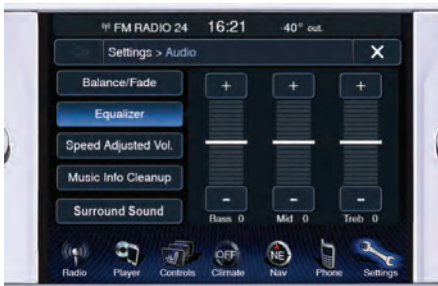 FM RADIO 24 16:21 -40° out.
Settings > Audio X
Balance/Fade
Equalizer
Speed Adjusted Vol.
Music Info Cleanup
Surround Sound
+ + +
- - -
Bass 0 Mid 0 Treb 0
OFF NE
Radio Player Controls Climate Nav Phone Settings